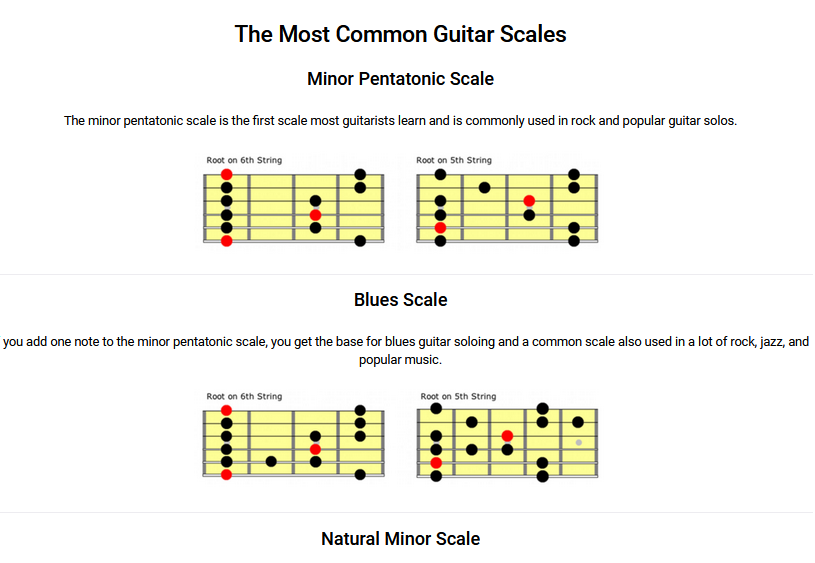 The Most Common Guitar Scales
Minor Pentatonic Scale
The minor pentatonic scale is the first scale most guitarists learn and is commonly used in rock and popular guitar solos.
Root on 6th String
Root on 5th String
Blues Scale
you add one note to the minor pentatonic scale, you get the base for blues guitar soloing and a common scale also used in a lot of rock, jazz, and
popular music.
Root on 6th String
Root on 5th String
Natural Minor Scale